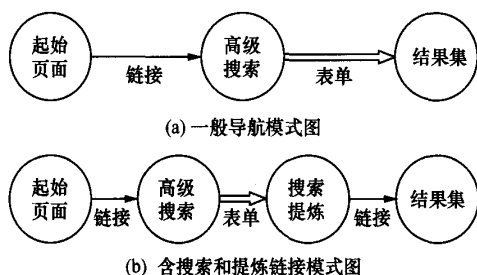 起始
页面
链接
高级
搜索
表单
结果集
(a) 一般导航模式图
起始
页面
链接
高级
搜索
表单
搜索
提炼
链接
结果集
(b) 含搜索和提炼链接模式图